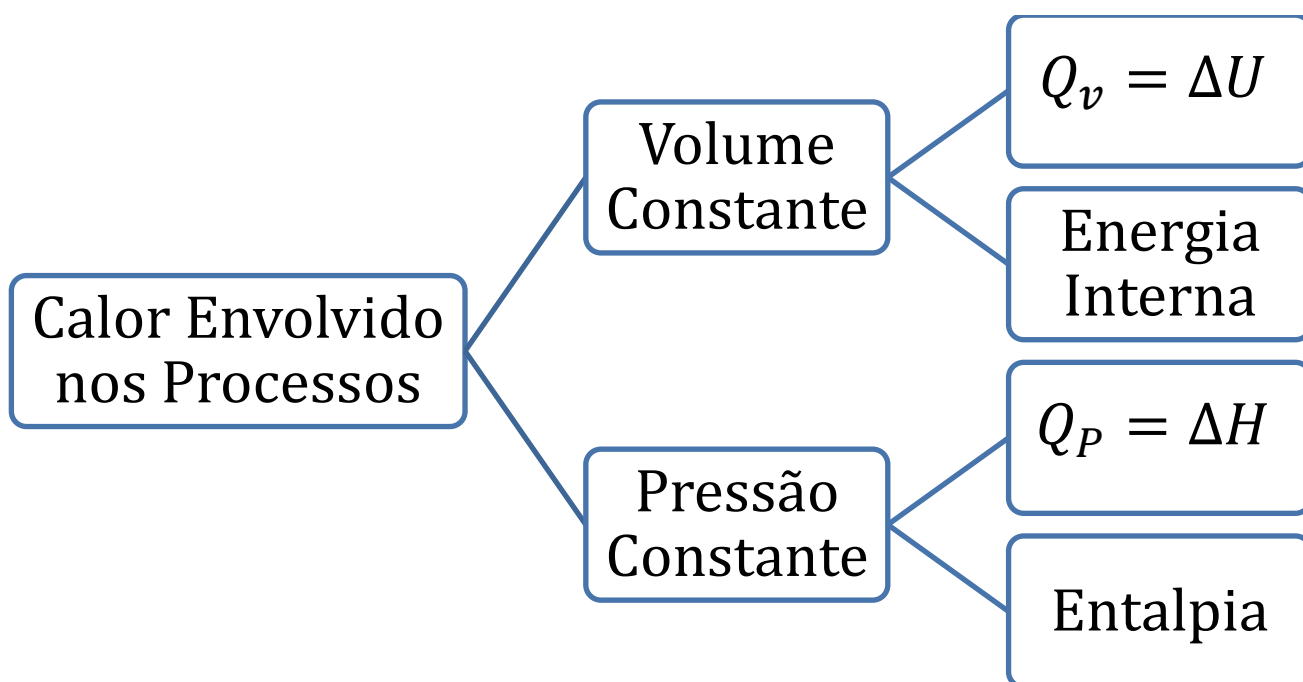 Calor Envolvido
nos Processos
Volume
Constante
Q_v = ΔU
Energia
Interna
Pressão
Constante
Q_P = ΔH
Entalpia